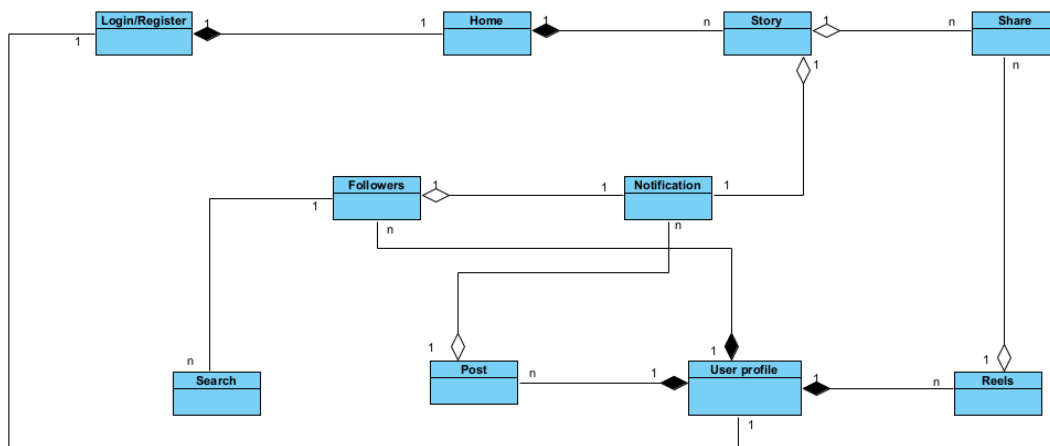 Login/Register
1
1
Home
1
n
Story
1
n
Share
1
1
n
Followers
1
1
Notification
1
1
n
n
n
Search
1
Post
n
1
1
User profile
1
n
1
Reels
1